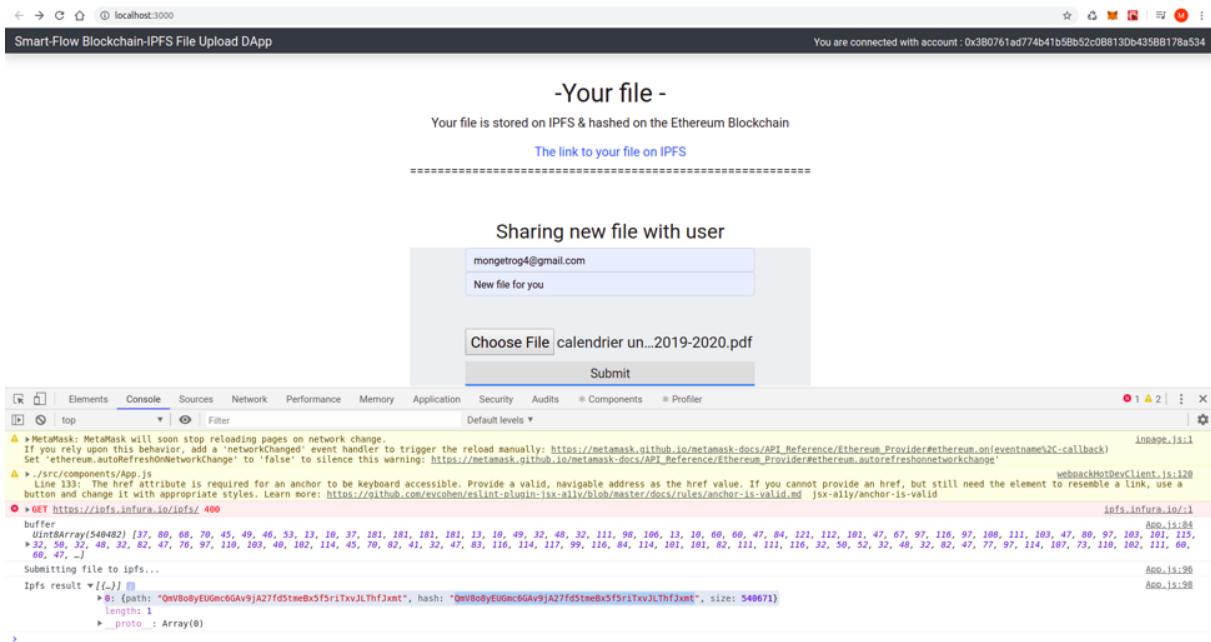 localhost:3000
Smart-Flow Blockchain-IPFS File Upload DApp
You are connected with account : 0x3B0761ad774b41b5Bb52c0B813Db435BB178a534
-Your file -
Your file is stored on IPFS & hashed on the Ethereum Blockchain
The link to your file on IPFS
==========================================================
Sharing new file with user
mongetrog4@gmail.com
New file for you
Choose File calendrier un...2019-2020.pdf
Submit
Elements Console Sources Network Performance Memory Application Security Audits Components Profiler 1 2
top Filter Default levels ▼
MetaMask: MetaMask will soon stop reloading pages on network change. inpage.js:1
If you rely upon this behavior, add a 'networkChanged' event handler to trigger the reload manually: https://metamask.github.io/metamask-docs/API_Reference/Ethereum_Provider#ethereum.on(eventname%2C-callback)
Set 'ethereum.autoRefreshOnNetworkChange' to 'false' to silence this warning: https://metamask.github.io/metamask-docs/API_Reference/Ethereum_Provider#ethereum.autorefreshonnetworkchange'
./src/components/App.js webpackHotDevClient.js:120
Line 133: The href attribute is required for an anchor to be keyboard accessible. Provide a valid, navigable address as the href value. If you cannot provide an href, but still need the element to resemble a link, use a
button and change it with appropriate styles. Learn more: https://github.com/evcohen/eslint-plugin-jsx-a11y/blob/master/docs/rules/anchor-is-valid.md jsx-a11y/anchor-is-valid
GET https://ipfs.infura.io/ipfs/ 400 ipfs.infura.io/:1
buffer App.js:84
Uint8Array(540482) [37, 80, 68, 70, 45, 49, 46, 53, 13, 10, 37, 181, 181, 181, 181, 13, 10, 49, 32, 48, 32, 111, 98, 106, 13, 10, 60, 60, 47, 84, 121, 112, 101, 47, 67, 97, 116, 97, 108, 111, 103, 47, 80, 97, 103, 101, 115,
32, 50, 32, 48, 32, 82, 47, 76, 97, 110, 103, 40, 102, 114, 45, 70, 82, 41, 32, 47, 83, 116, 114, 117, 99, 116, 84, 114, 101, 101, 82, 111, 111, 116, 32, 50, 52, 32, 48, 32, 82, 47, 77, 97, 114, 107, 73, 110, 102, 111, 60,
60, 47, …]
Submitting file to ipfs... App.js:96
Ipfs result ▼[{…}] App.js:98
0: {path: "QmV8o8yEUGmc6GAv9jA27fd5tmeBx5f5riTxvJLThfJxmt", hash: "QmV8o8yEUGmc6GAv9jA27fd5tmeBx5f5riTxvJLThfJxmt", size: 540671}
length: 1
__proto__: Array(0)